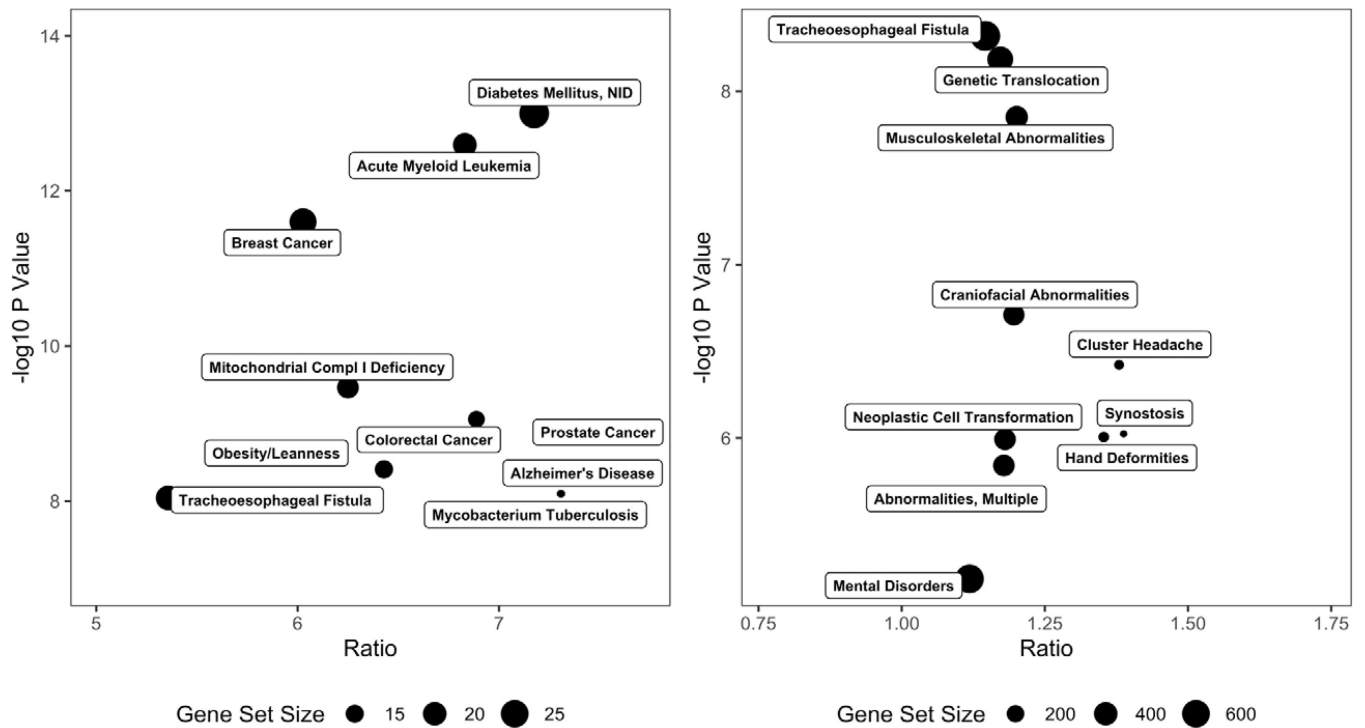 14
12
10
8
-log10 P Value
Diabetes Mellitus, NID
Acute Myeloid Leukemia
Breast Cancer
Mitochondrial Compl I Deficiency
Colorectal Cancer
Prostate Cancer
Obesity/Leanness
Alzheimer's Disease
Tracheoesophageal Fistula
Mycobacterium Tuberculosis
5 6 7
Ratio
Gene Set Size 15 20 25
8
7
6
-log10 P Value
Tracheoesophageal Fistula
Genetic Translocation
Musculoskeletal Abnormalities
Craniofacial Abnormalities
Cluster Headache
Neoplastic Cell Transformation
Synostosis
Hand Deformities
Abnormalities, Multiple
Mental Disorders
0.75 1.00 1.25 1.50 1.75
Ratio
Gene Set Size 200 400 600